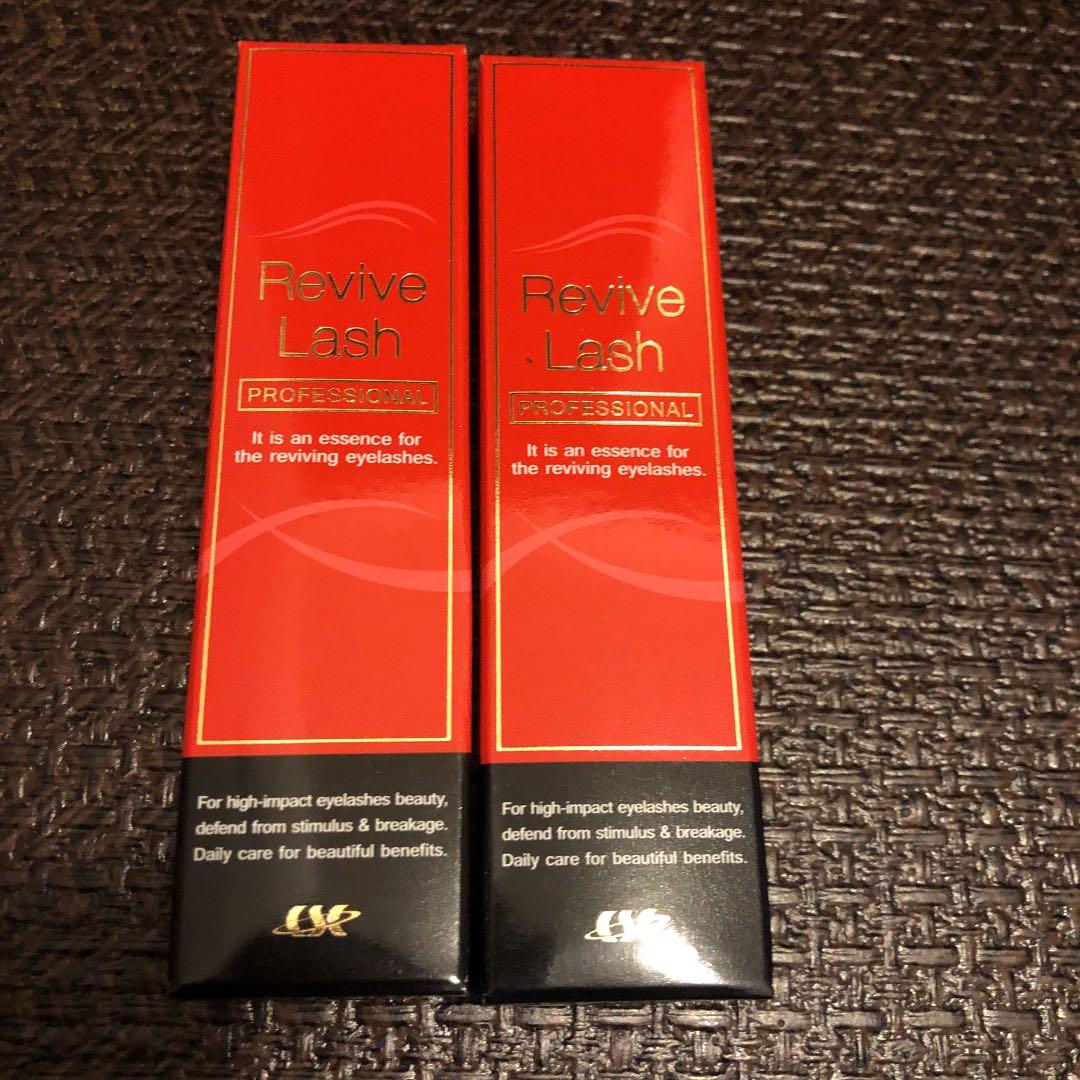 Revive
Lash
PROFESSIONAL
It is an essence for
the reviving eyelashes.
For high-impact eyelashes beauty,
defend from stimulus & breakage.
Daily care for beautiful benefits.
Revive
Lash
PROFESSIONAL
It is an essence for
the reviving eyelashes.
For high-impact eyelashes beauty,
defend from stimulus & breakage.
Daily care for beautiful benefits.